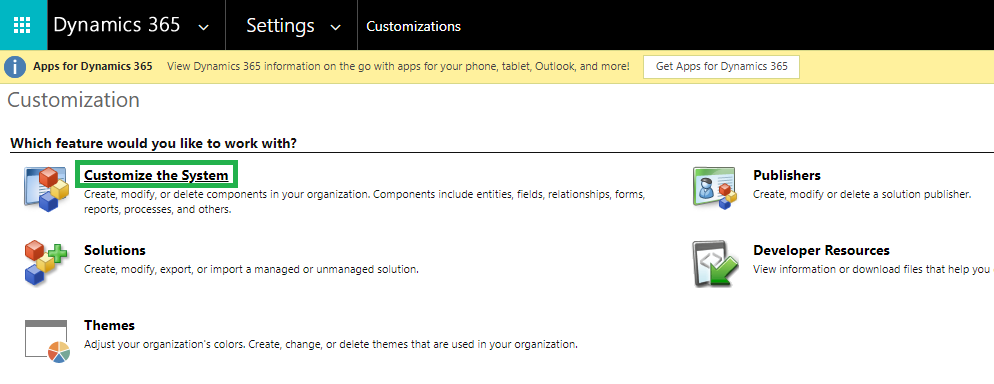 Dynamics 365 Settings Customizations
Apps for Dynamics 365 View Dynamics 365 information on the go with apps for your phone, tablet, Outlook, and more! Get Apps for Dynamics 365
Customization
Which feature would you like to work with?
Customize the System
Create, modify, or delete components in your organization. Components include entities, fields, relationships, forms,
reports, processes, and others.
Publishers
Create, modify or delete a solution publisher.
Solutions
Create, modify, export, or import a managed or unmanaged solution.
Developer Resources
View information or download files that help you
Themes
Adjust your organization's colors. Create, change, or delete themes that are used in your organization.